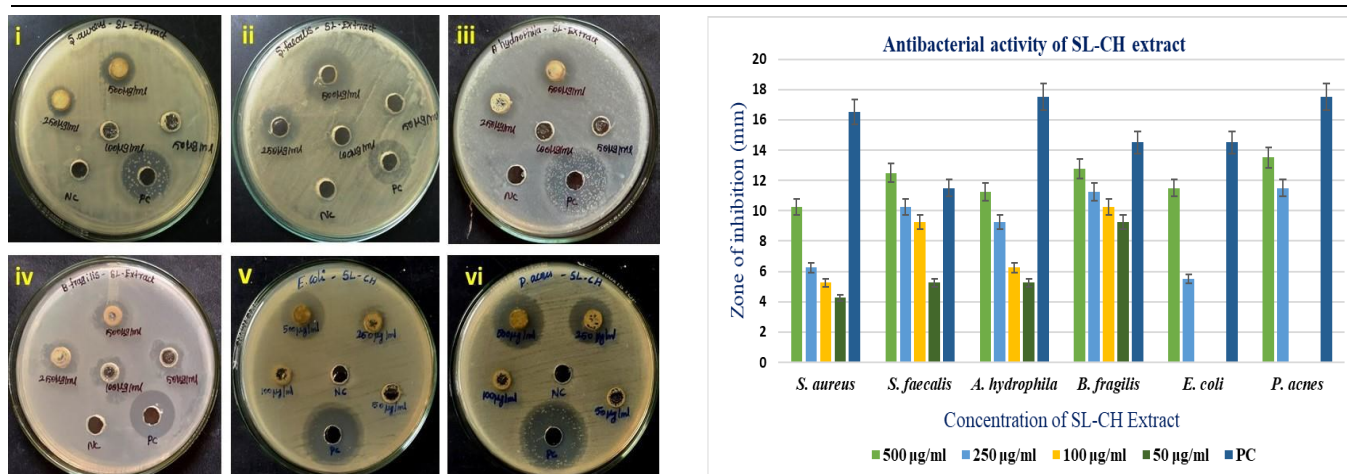 i
S. aureus - SL-Extract
500µg/ml
250µg/ml
100µg/ml
50µg/ml
NC
PC
ii
S. faecalis - SL-Extract
500µg/ml
250µg/ml
100µg/ml
50µg/ml
PC
NC
iii
A. hydrophila - SL-Extract
500µg/ml
250µg/ml
100µg/ml
50µg/ml
NC
PC
iv
B. fragilis - SL-Extract
500µg/ml
250µg/ml
100µg/ml
50µg/ml
NC
PC
v
E. coli - SL-CH
500µg/ml
250µg/ml
100µg/ml
NC
50µg/ml
PC
vi
P. acnes - SL-CH
500µg/ml
250µg/ml
100µg/ml
NC
50µg/ml
PC
Antibacterial activity of SL-CH extract
Zone of inhibition (mm)
20
18
16
14
12
10
8
6
4
2
0
S. aureus S. faecalis A. hydrophila B. fragilis E. coli P. acnes
Concentration of SL-CH Extract
500 µg/ml 250 µg/ml 100 µg/ml 50 µg/ml PC